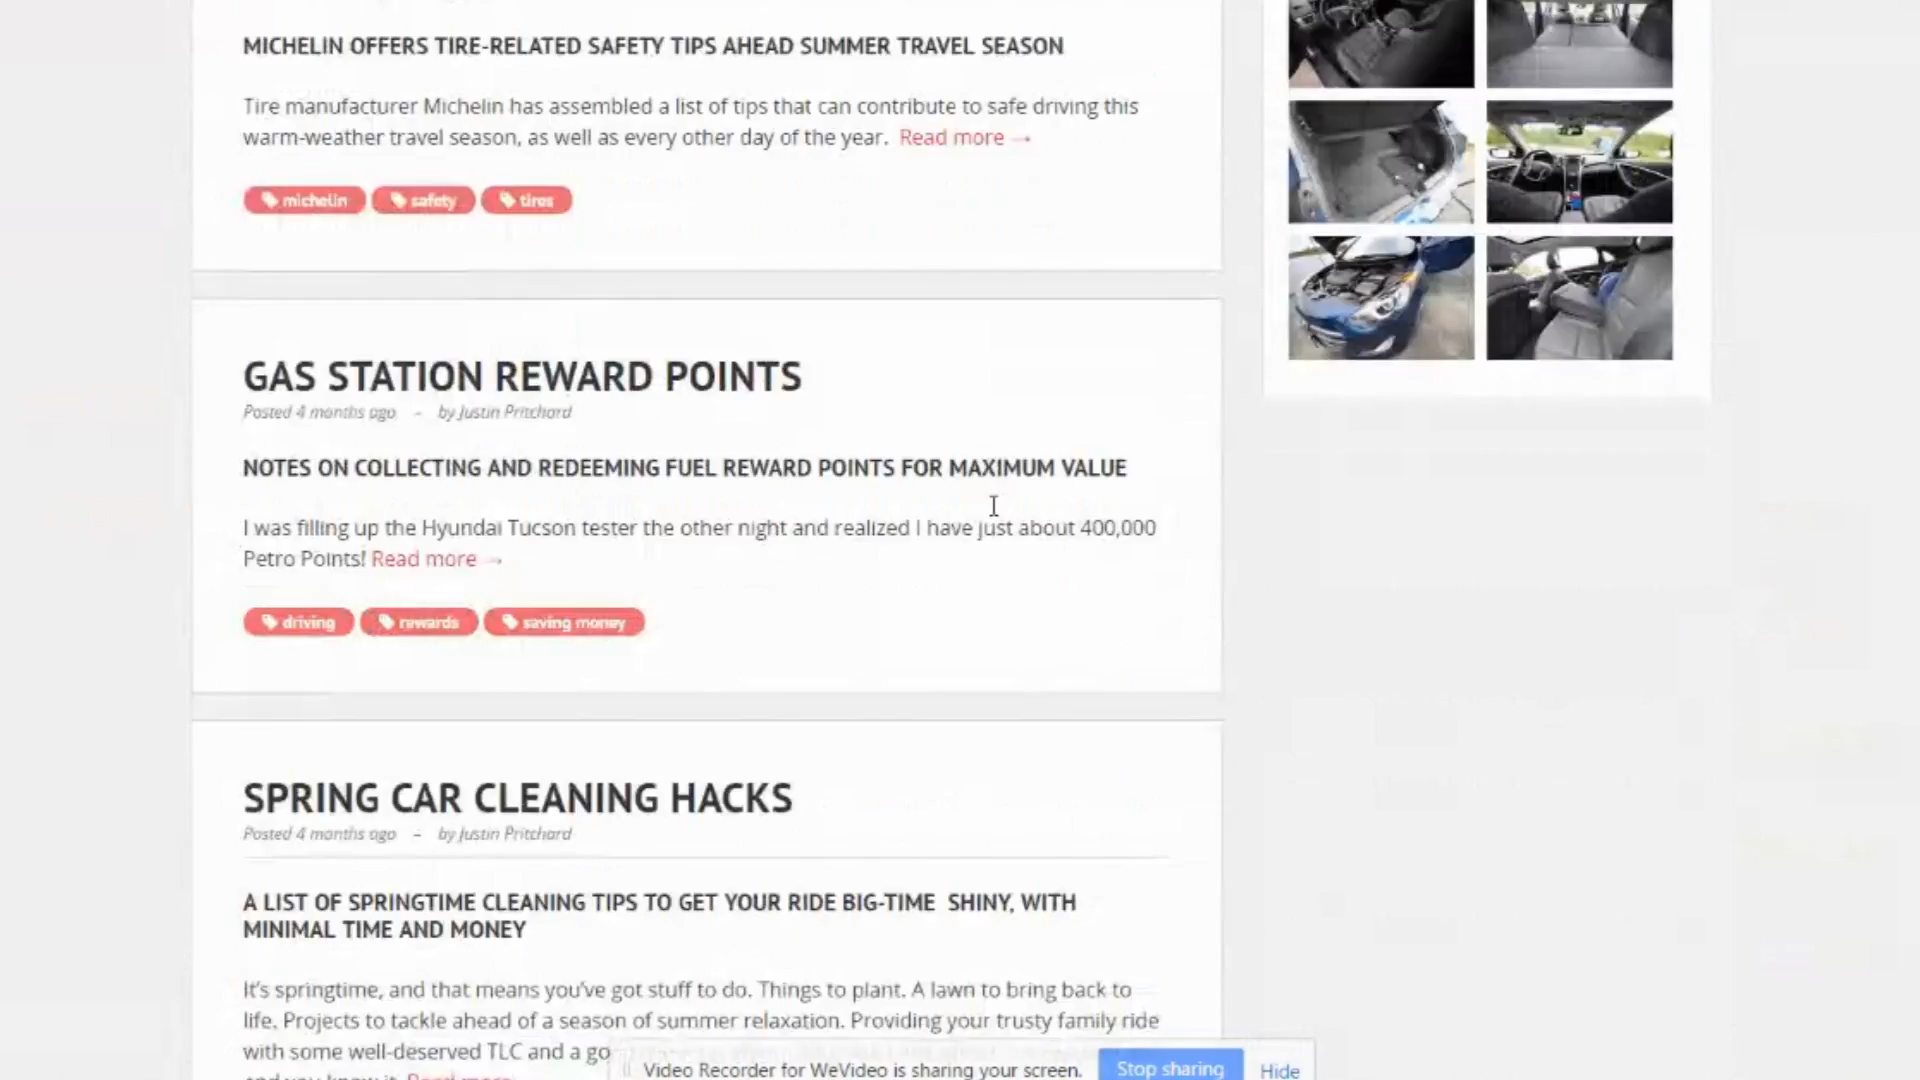 MICHELIN OFFERS TIRE-RELATED SAFETY TIPS AHEAD SUMMER TRAVEL SEASON
Tire manufacturer Michelin has assembled a list of tips that can contribute to safe driving this
warm-weather travel season, as well as every other day of the year. Read more →
michelin safety tires
GAS STATION REWARD POINTS
Posted 4 months ago – by Justin Pritchard
NOTES ON COLLECTING AND REDEEMING FUEL REWARD POINTS FOR MAXIMUM VALUE
I was filling up the Hyundai Tucson tester the other night and realized I have just about 400,000
Petro Points! Read more →
driving rewards saving money
SPRING CAR CLEANING HACKS
Posted 4 months ago – by Justin Pritchard
A LIST OF SPRINGTIME CLEANING TIPS TO GET YOUR RIDE BIG-TIME SHINY, WITH
MINIMAL TIME AND MONEY
It's springtime, and that means you've got stuff to do. Things to plant. A lawn to bring back to
life. Projects to tackle ahead of a season of summer relaxation. Providing your trusty family ride
with some well-deserved TLC and a go
and you know it. Read more
Video Recorder for WeVideo is sharing your screen. Stop sharing Hide